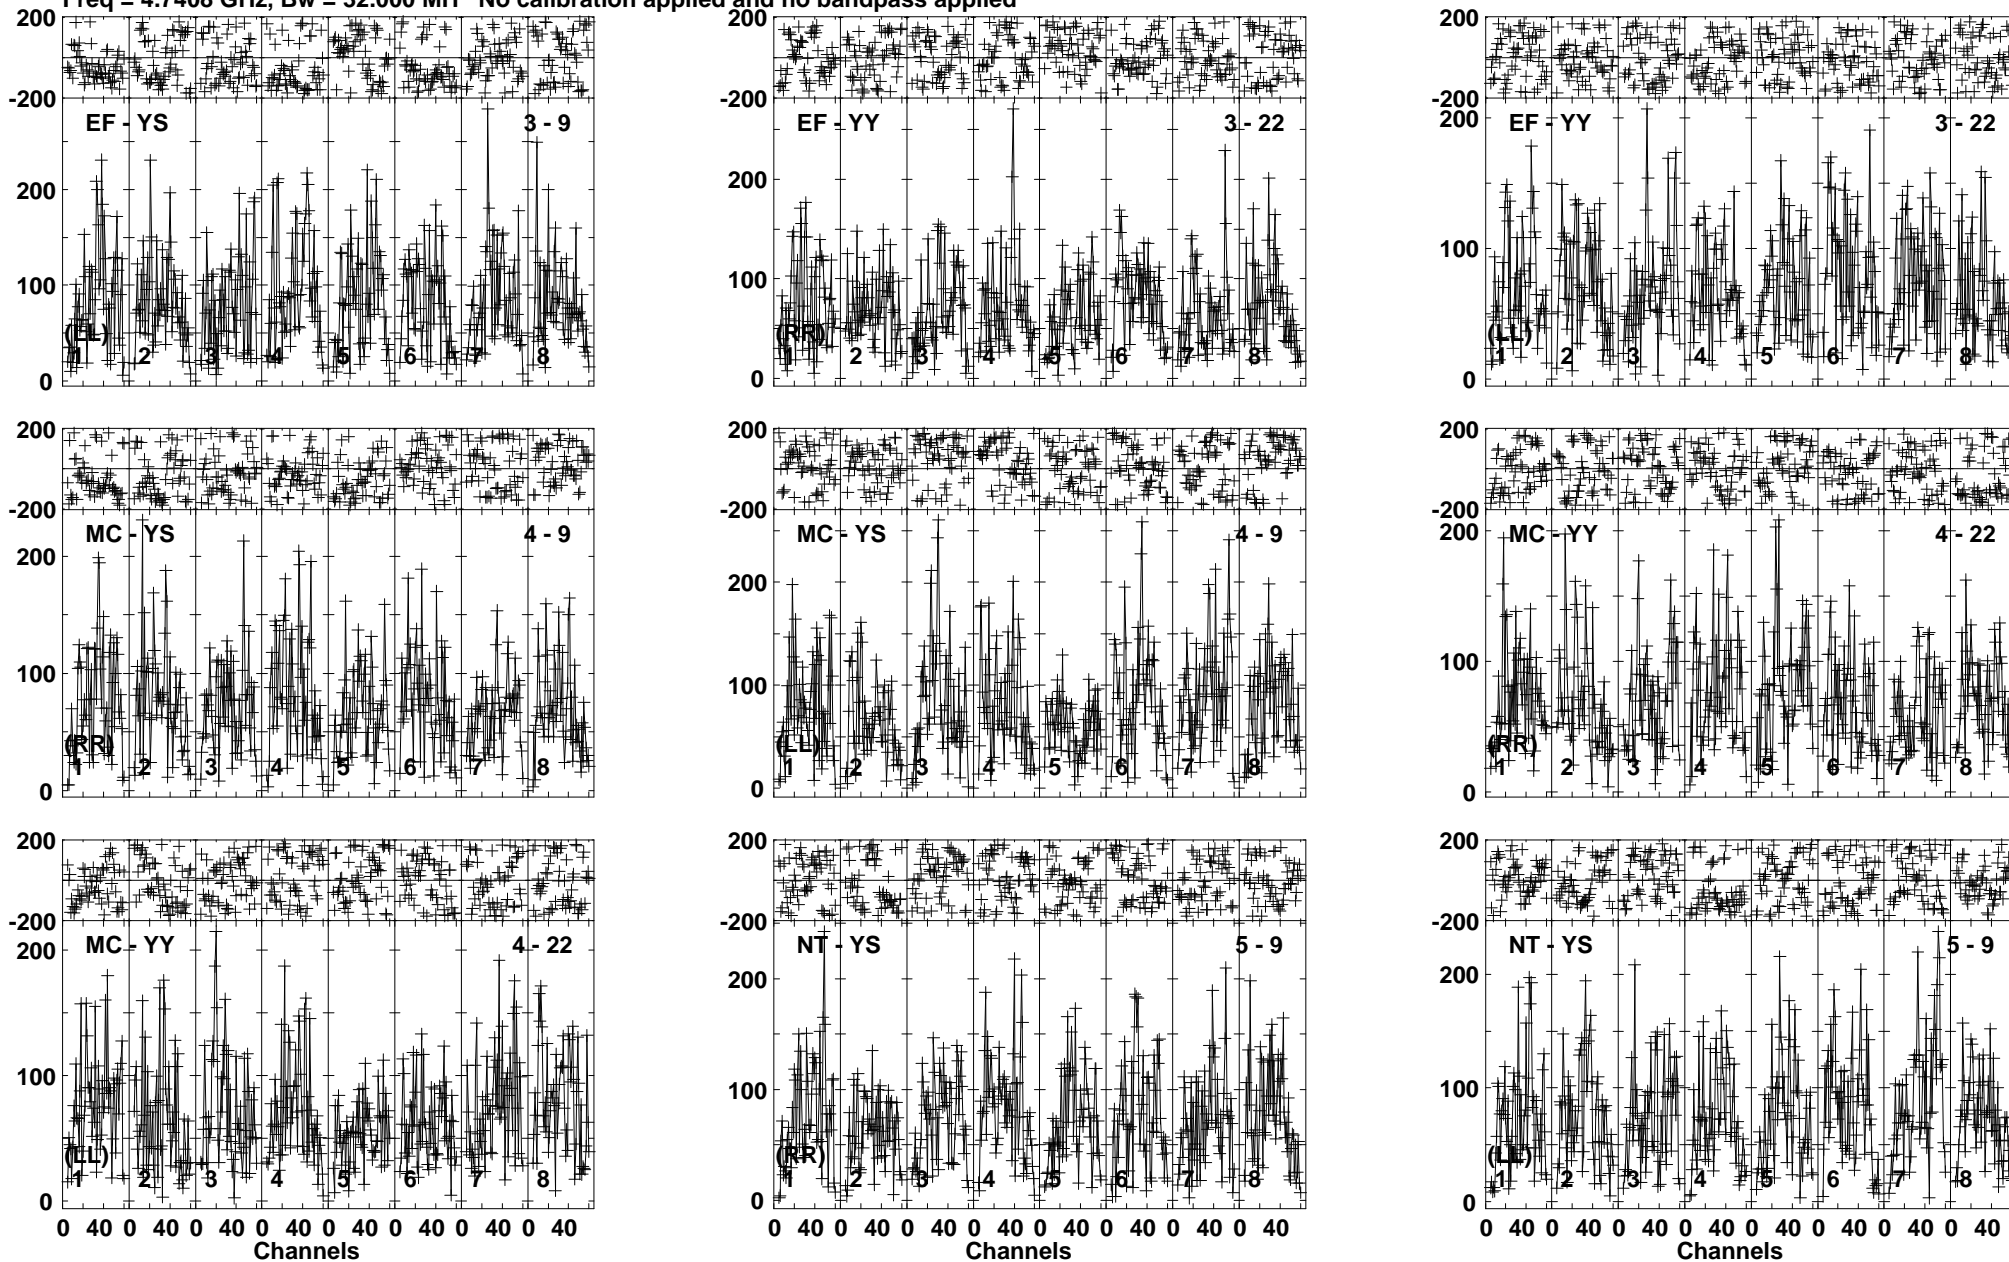 Freq = 4.7408 GHz, Bw = 32.000 MH No calibration applied and no bandpass applied
200 200 200
-200 -200 -200
EF - YS 3 - 9 EF - YY 3 - 22 EF - YY 3 - 22
200 200 200
100 100 100
(LL) (RR) (LL)
1 2 3 4 5 6 7 8 1 2 3 4 5 6 7 8 1 2 3 4 5 6 7 8
0 0 0
200 200 200
-200 -200 -200
MC - YS 4 - 9 MC - YS 4 - 9 MC - YY 4 - 22
200 200 200
100 100 100
(RR) (LL) (RR)
1 2 3 4 5 6 7 8 1 2 3 4 5 6 7 8 1 2 3 4 5 6 7 8
0 0 0
200 200 200
-200 -200 -200
MC - YY 4 - 22 NT - YS 5 - 9 NT - YS 5 - 9
200 200 200
100 100 100
(LL) (RR) (LL)
1 2 3 4 5 6 7 8 1 2 3 4 5 6 7 8 1 2 3 4 5 6 7 8
0 0 0
0 40 0 40 0 40 0 40 0 40 0 40 0 40 0 40 0 40 0 40 0 40 0 40 0 40 0 40 0 40 0 40 0 40 0 40 0 40 0 40 0 40 0 40 0 40 0 40
Channels Channels Channels